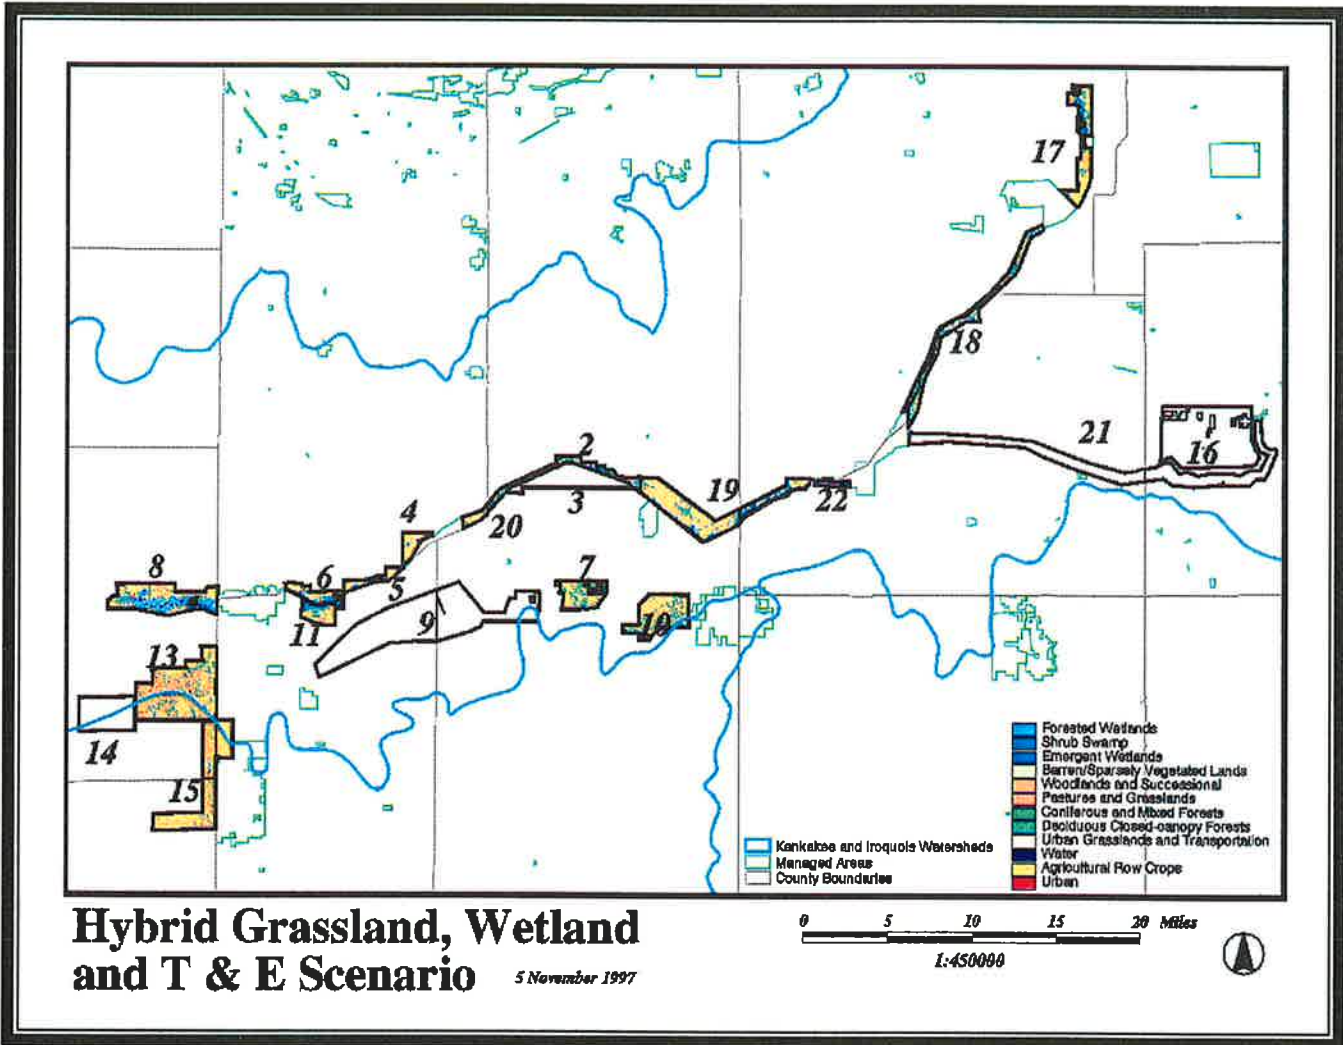 17
18
21
16
2
3
19
22
20
4
5
8
6
11
7
9
10
13
14
15
Forested Wetlands
Shrub Swamp
Emergent Wetlands
Barren/Sparsely Vegetated Lands
Woodlands and Successional
Pastures and Grasslands
Coniferous and Mixed Forests
Deciduous Closed-canopy Forests
Urban Grasslands and Transportation
Water
Agricultural Row Crops
Urban
Kankakee and Iroquois Watersheds
Managed Areas
County Boundaries
Hybrid Grassland, Wetland
and T & E Scenario 5 November 1997
0 5 10 15 20 Miles
1:450000